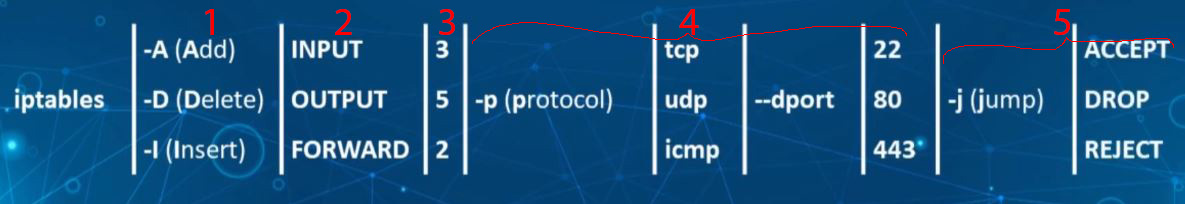 1 2 3 4 5
-A (Add) INPUT 3 tcp 22 ACCEPT
iptables -D (Delete) OUTPUT 5 -p (protocol) udp --dport 80 -j (jump) DROP
-I (Insert) FORWARD 2 icmp 443 REJECT